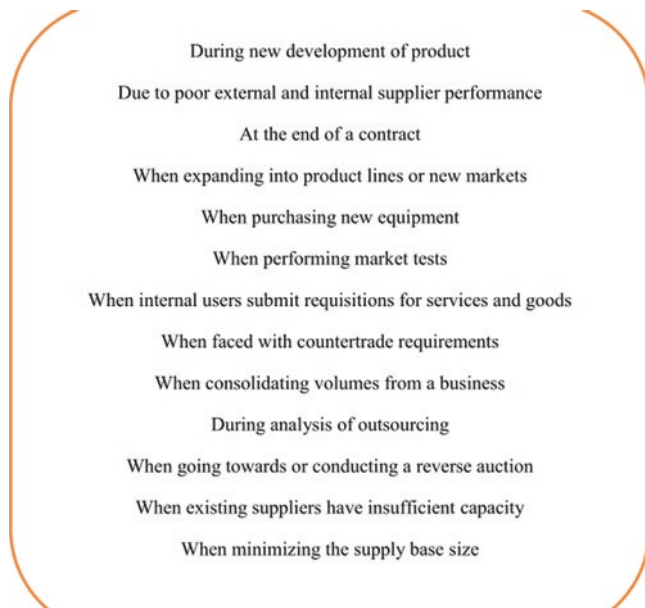 During new development of product
Due to poor external and internal supplier performance
At the end of a contract
When expanding into product lines or new markets
When purchasing new equipment
When performing market tests
When internal users submit requisitions for services and goods
When faced with countertrade requirements
When consolidating volumes from a business
During analysis of outsourcing
When going towards or conducting a reverse auction
When existing suppliers have insufficient capacity
When minimizing the supply base size